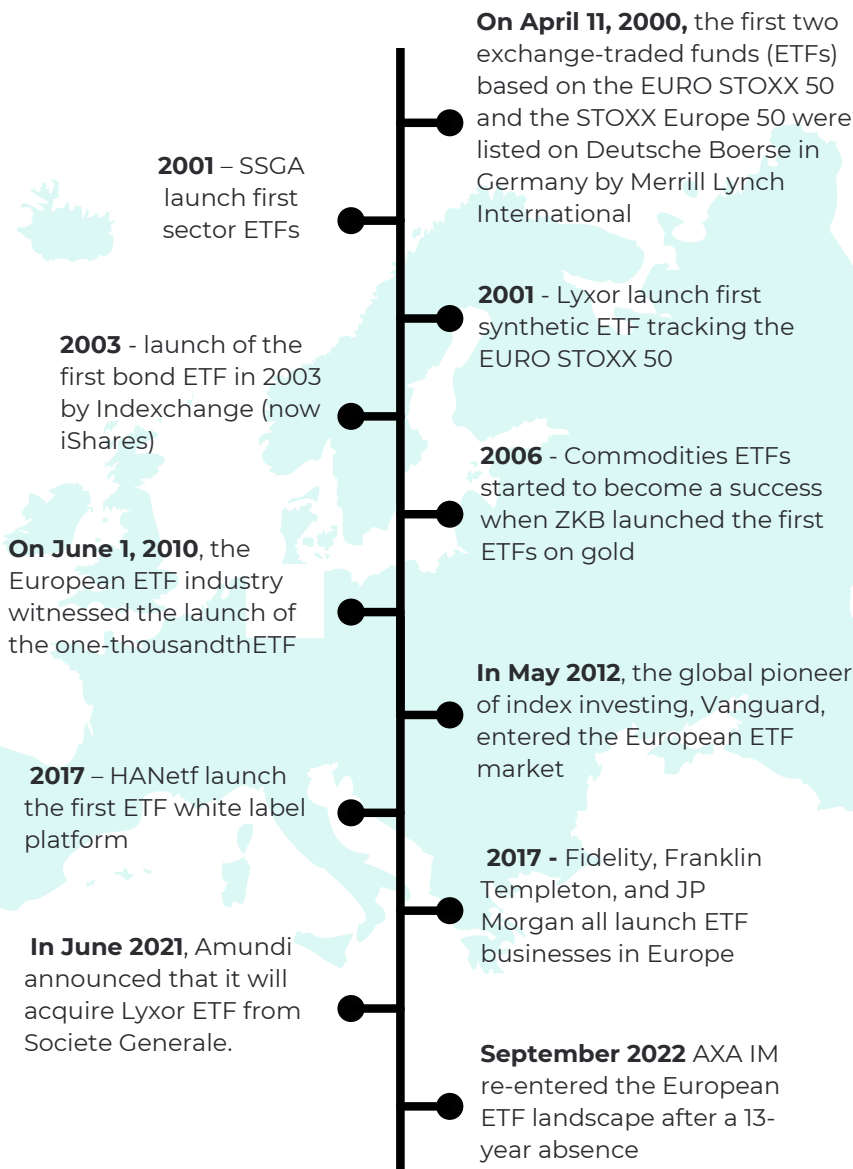 On April 11, 2000, the first two
exchange-traded funds (ETFs)
based on the EURO STOXX 50
and the STOXX Europe 50 were
listed on Deutsche Boerse in
Germany by Merrill Lynch
International
2001 – SSGA
launch first
sector ETFs
2001 - Lyxor launch first
synthetic ETF tracking the
EURO STOXX 50
2003 - launch of the
first bond ETF in 2003
by Indexchange (now
iShares)
2006 - Commodities ETFs
started to become a success
when ZKB launched the first
ETFs on gold
On June 1, 2010, the
European ETF industry
witnessed the launch of
the one-thousandthETF
In May 2012, the global pioneer
of index investing, Vanguard,
entered the European ETF
market
2017 – HANetf launch
the first ETF white label
platform
2017 - Fidelity, Franklin
Templeton, and JP
Morgan all launch ETF
businesses in Europe
In June 2021, Amundi
announced that it will
acquire Lyxor ETF from
Societe Generale.
September 2022 AXA IM
re-entered the European
ETF landscape after a 13-
year absence